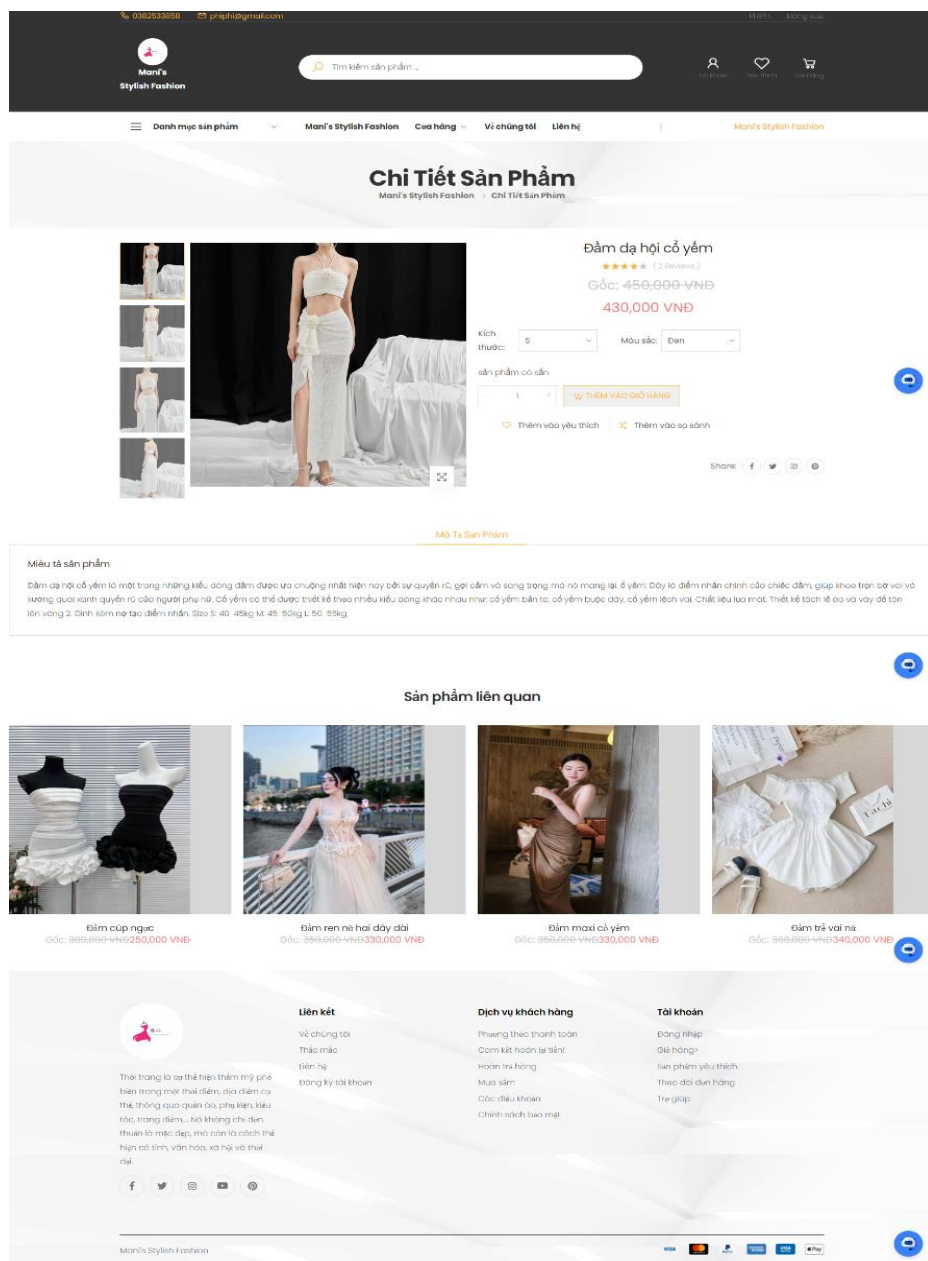 0382533858 phiphi@gmail.com PHIPHI Đăng xuất
Mani's
Stylish Fashion
Tìm kiếm sản phẩm ...
Tài khoản Yêu thích Giỏ hàng
Danh mục sản phẩm Mani's Stylish Fashion Cửa hàng Về chúng tôi Liên hệ | Mani's Stylish Fashion
Chi Tiết Sản Phẩm
Mani's Stylish Fashion > Chi Tiết Sản Phẩm
Đầm dạ hội cổ yếm
( 2 Reviews )
Gốc: 450,000 VNĐ
430,000 VNĐ
Kích thước: S Màu sắc: Đen
sản phẩm có sẵn
- 1 + THÊM VÀO GIỎ HÀNG
Thêm vào yêu thích Thêm vào so sánh
Share:
Mô Tả Sản Phẩm
Miêu tả sản phẩm
Đầm dạ hội cổ yếm là một trong những kiểu dáng đầm được ưa chuộng nhất hiện nay bởi sự quyến rũ, gợi cảm và sang trọng mà nó mang lại. ổ yếm: Đây là điểm nhấn chính của chiếc đầm, giúp khoe trọn bờ vai và
xương quai xanh quyến rũ của người phụ nữ. Cổ yếm có thể được thiết kế theo nhiều kiểu dáng khác nhau như: cổ yếm bản to, cổ yếm buộc dây, cổ yếm lệch vai. Chất liệu lụa mát. Thiết kế tách lẻ áo và váy để tôn
lên vòng 2. Đính kèm nơ tạo điểm nhấn. Size S: 40-45kg M: 45-50kg L: 50-55kg
Sản phẩm liên quan
Đầm cúp ngực Đầm ren nữ hai dây dài Đầm maxi cổ yếm Đầm trễ vai nữ
Gốc: 300,000 VNĐ250,000 VNĐ Gốc: 350,000 VNĐ330,000 VNĐ Gốc: 350,000 VNĐ330,000 VNĐ Gốc: 350,000 VNĐ340,000 VNĐ
Liên kết Dịch vụ khách hàng Tài khoản
Về chúng tôi Phương thức thanh toán Đăng nhập
Thắc mắc Cam kết hoàn lại tiền! Giỏ hàng>
Liên hệ Hoàn trả hàng Sản phẩm yêu thích
Đăng ký tài khoản Mua sắm Theo dõi đơn hàng
Các điều khoản Trợ giúp
Chính sách bảo mật
Thời trang là sự thể hiện thẩm mỹ phổ
biến trong một thời điểm, địa điểm cụ
thể, thông qua quần áo, phụ kiện, kiểu
tóc, trang điểm,... Nó không chỉ đơn
thuần là mặc đẹp, mà còn là cách thể
hiện cá tính, văn hóa, xã hội và thời
đại.
Mani's Stylish Fashion VISA VISA Pay